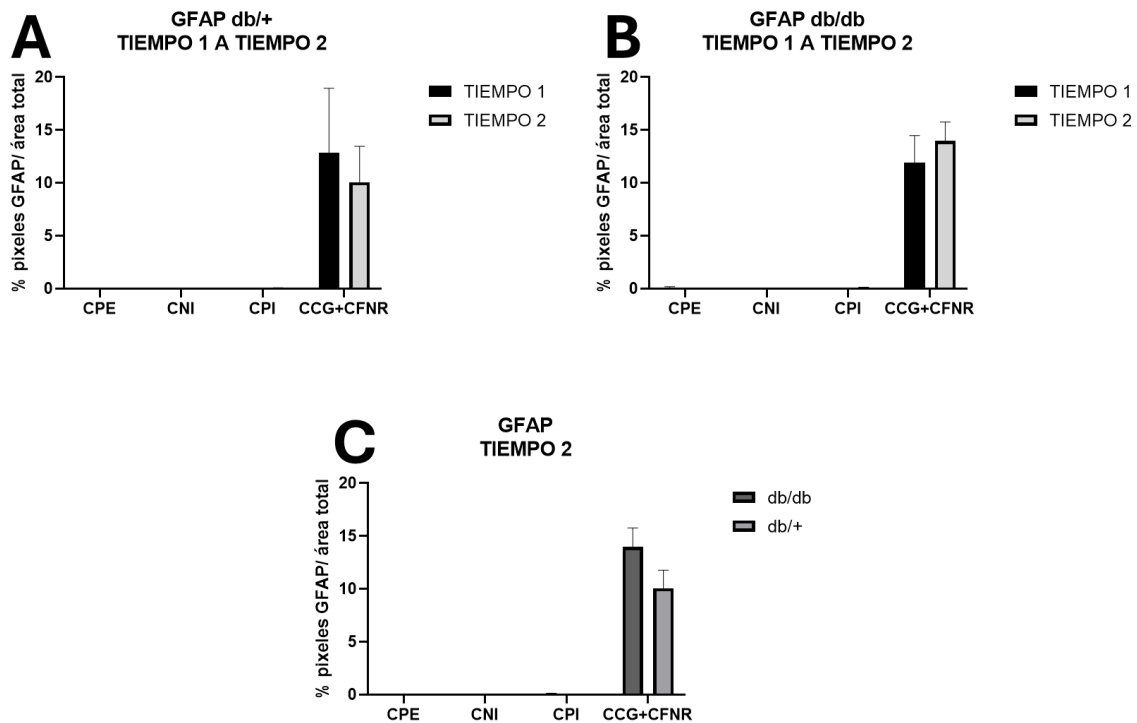 A
GFAP db/+
TIEMPO 1 A TIEMPO 2
% pixeles GFAP/ área total
20
15
10
5
0
CPE CNI CPI CCG+CFNR
TIEMPO 1
TIEMPO 2
B
GFAP db/db
TIEMPO 1 A TIEMPO 2
% pixeles GFAP/ área total
20
15
10
5
0
CPE CNI CPI CCG+CFNR
TIEMPO 1
TIEMPO 2
C
GFAP
TIEMPO 2
% pixeles GFAP/ área total
20
15
10
5
0
CPE CNI CPI CCG+CFNR
db/db
db/+